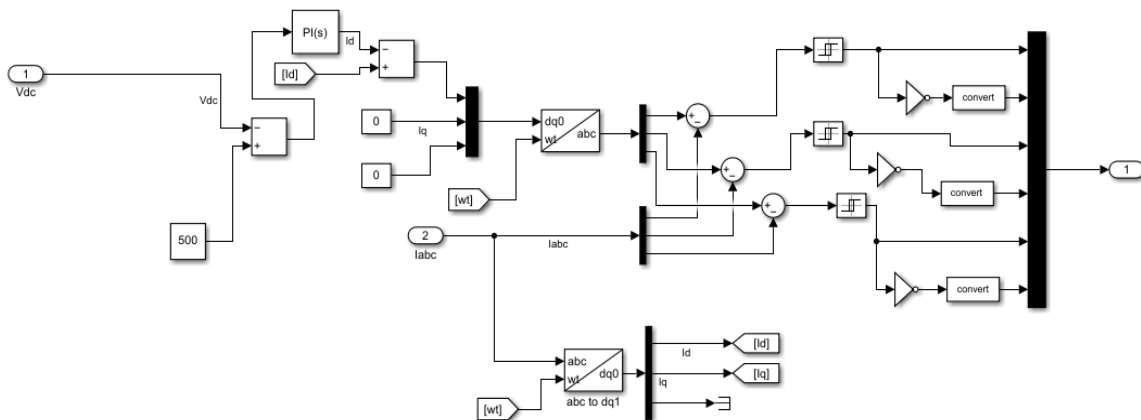 PI(s)
Id
−
+
[Id]
1
Vdc
Vdc
−
+
0
Iq
0
dq0
wt
abc
[wt]
500
2
Iabc
Iabc
+
−
+
−
+
−
convert
convert
convert
1
abc
wt
dq0
abc to dq1
[wt]
Id
[Id]
Iq
[Iq]